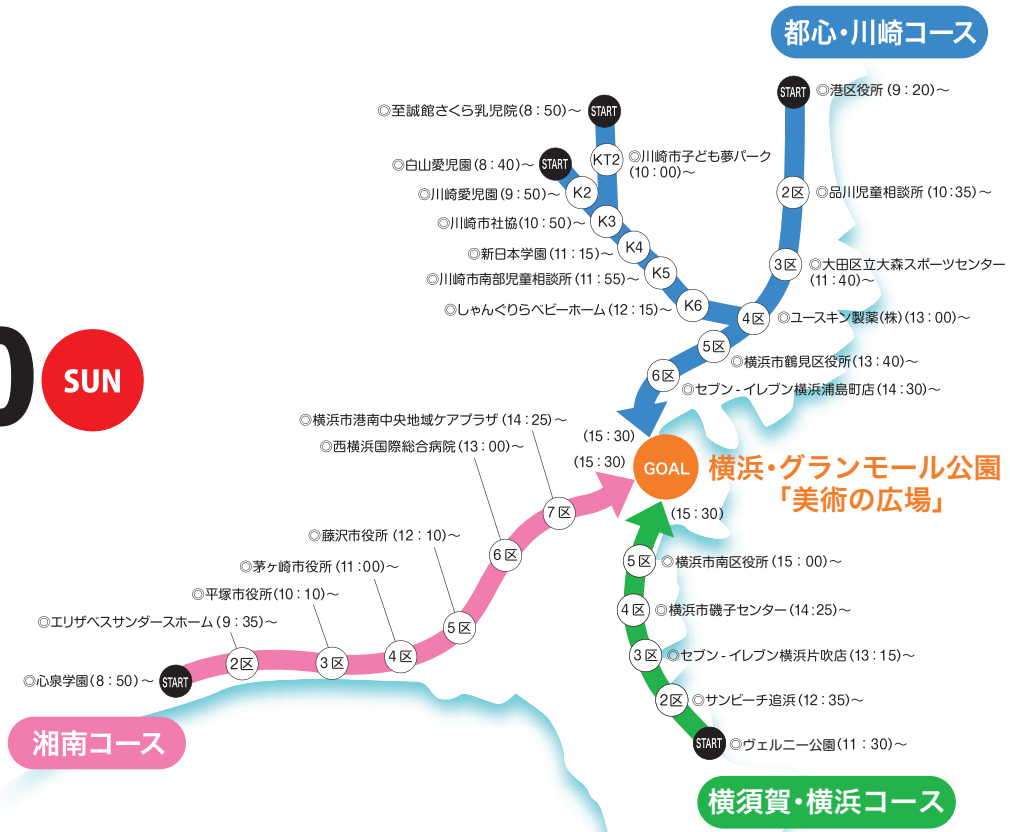 都心・川崎コース
START
◎港区役所（9：20）～
2区
◎品川児童相談所（10：35）～
3区
◎大田区立大森スポーツセンター
（11：40）～
START
◎至誠館さくら乳児院（8：50）～
KT2
◎川崎市子ども夢パーク
（10：00）～
START
◎白山愛児園（8：40）～
K2
◎川崎愛児園（9：50）～
K3
◎川崎市社協（10：50）～
K4
◎新日本学園（11：15）～
K5
◎川崎市南部児童相談所（11：55）～
K6
◎しゃんぐりらベビーホーム（12：15）～
4区
◎ユースキン製薬（株）（13：00）～
5区
◎横浜市鶴見区役所（13：40）～
6区
◎セブン‐イレブン横浜浦島町店（14：30）～
0
SUN
（15：30）
（15：30）
GOAL
横浜・グランモール公園
「美術の広場」
（15：30）
◎横浜市港南中央地域ケアプラザ（14：25）～
7区
◎西横浜国際総合病院（13：00）～
6区
◎藤沢市役所（12：10）～
5区
◎茅ヶ崎市役所（11：00）～
4区
◎平塚市役所（10：10）～
3区
◎エリザベスサンダースホーム（9：35）～
2区
◎心泉学園（8：50）～
START
湘南コース
5区
◎横浜市南区役所（15：00）～
4区
◎横浜市磯子センター（14：25）～
3区
◎セブン‐イレブン横浜片吹店（13：15）～
2区
◎サンビーチ追浜（12：35）～
START
◎ヴェルニー公園（11：30）～
横須賀・横浜コース